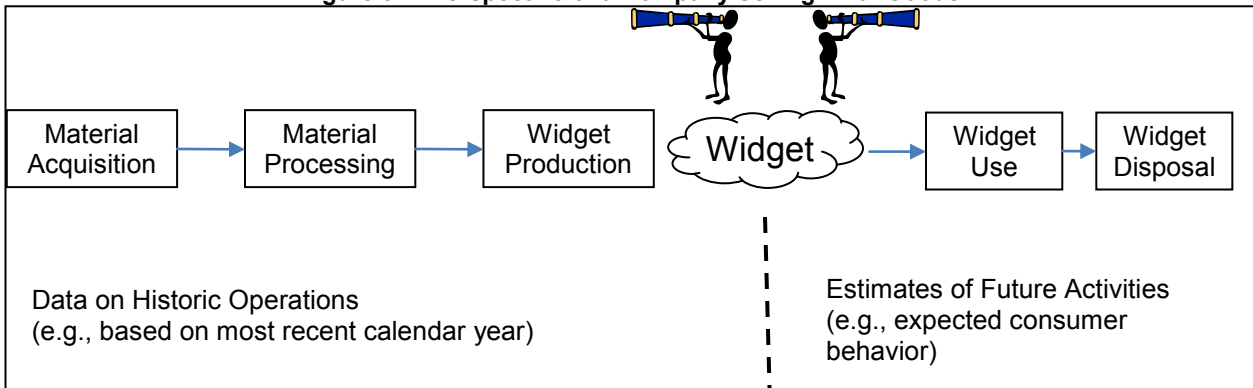 Material
Acquisition
Material
Processing
Widget
Production
Widget
Widget
Use
Widget
Disposal
Data on Historic Operations
(e.g., based on most recent calendar year)
Estimates of Future Activities
(e.g., expected consumer
behavior)